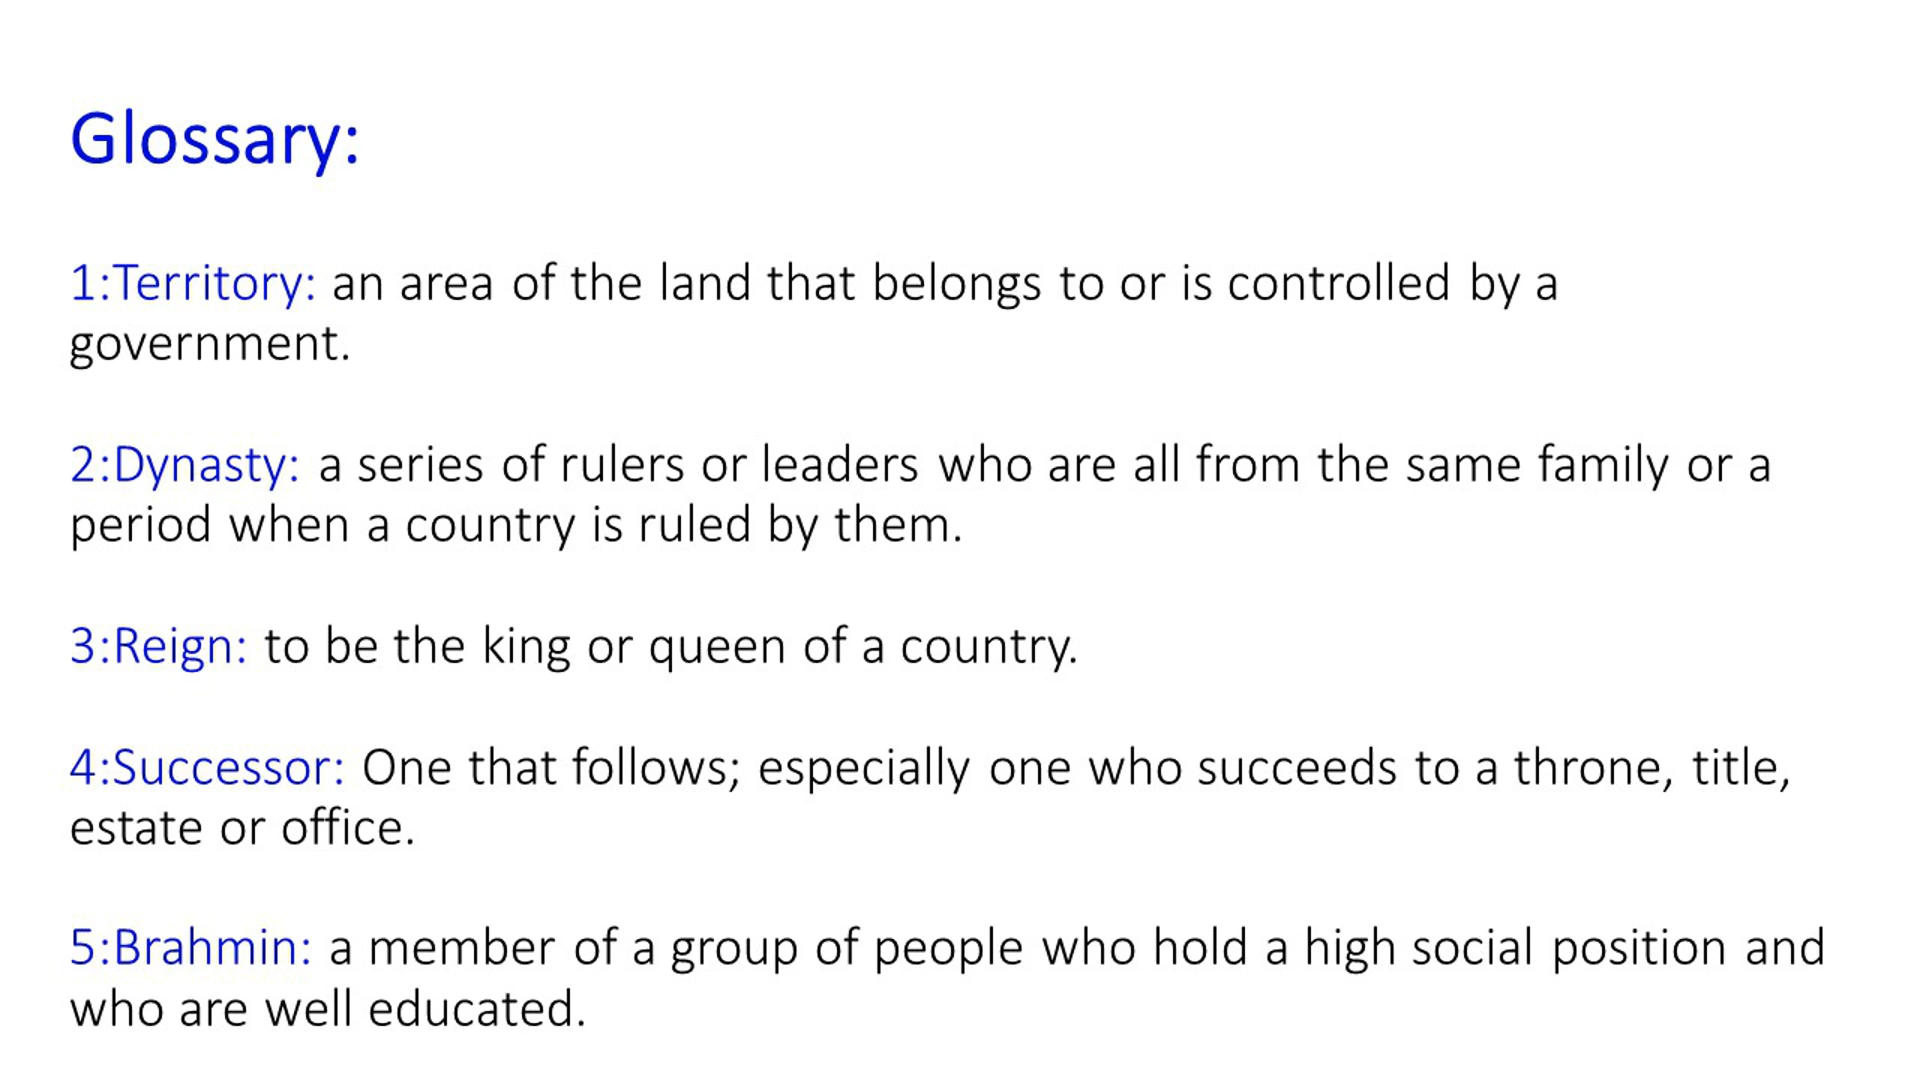 Glossary:
1:Territory: an area of the land that belongs to or is controlled by a
government.
2:Dynasty: a series of rulers or leaders who are all from the same family or a
period when a country is ruled by them.
3:Reign: to be the king or queen of a country.
4:Successor: One that follows; especially one who succeeds to a throne, title,
estate or office.
5:Brahmin: a member of a group of people who hold a high social position and
who are well educated.